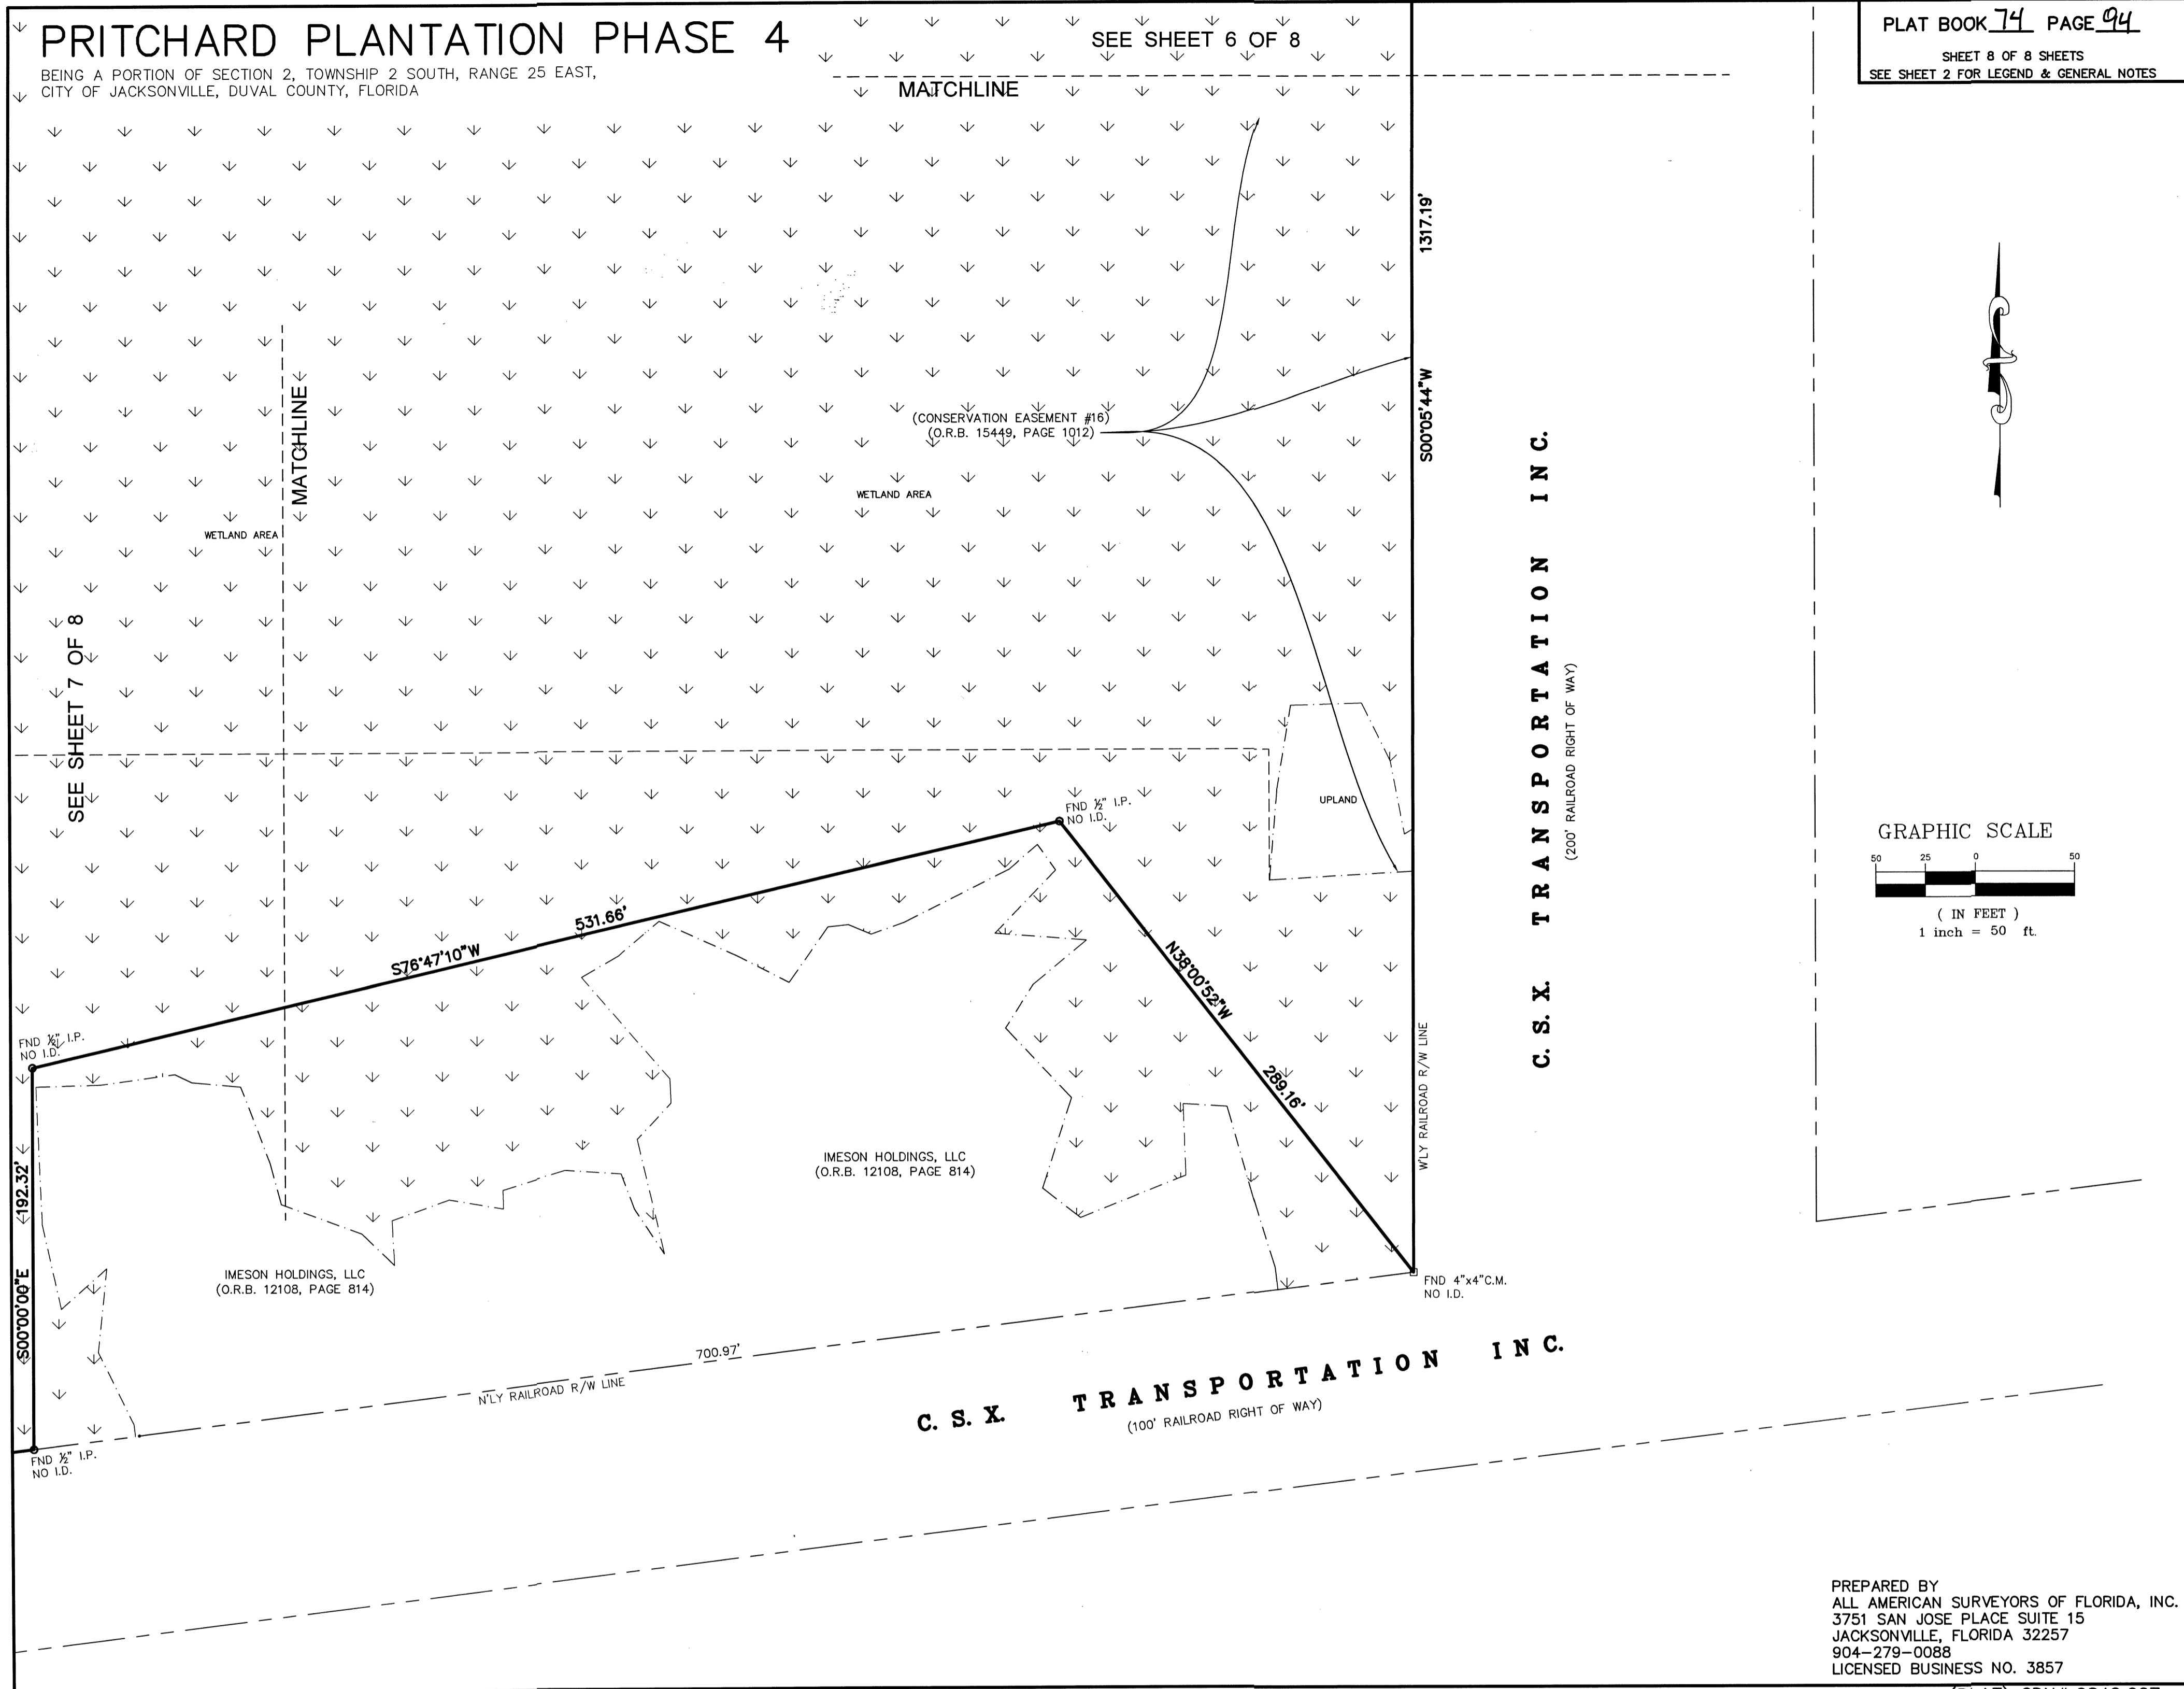 PRITCHARD PLANTATION PHASE 4
BEING A PORTION OF SECTION 2, TOWNSHIP 2 SOUTH, RANGE 25 EAST,
CITY OF JACKSONVILLE, DUVAL COUNTY, FLORIDA
SEE SHEET 6 OF 8
MATCHLINE
PLAT BOOK 74 PAGE 94
SHEET 8 OF 8 SHEETS
SEE SHEET 2 FOR LEGEND & GENERAL NOTES
1317.19'
S00°05'44"W
MATCHLINE
(CONSERVATION EASEMENT #16)
(O.R.B. 15449, PAGE 1012)
WETLAND AREA
WETLAND AREA
SEE SHEET 7 OF 8
C. S. X. TRANSPORTATION INC.
(200' RAILROAD RIGHT OF WAY)
UPLAND
FND ½" I.P.
NO I.D.
GRAPHIC SCALE
50 25 0 50
( IN FEET )
1 inch = 50 ft.
531.66'
S76°47'10"W
N38°00'52"W
289.16'
W'LY RAILROAD R/W LINE
FND ½" I.P.
NO I.D.
192.32'
S00°00'00"E
IMESON HOLDINGS, LLC
(O.R.B. 12108, PAGE 814)
IMESON HOLDINGS, LLC
(O.R.B. 12108, PAGE 814)
FND 4"x4"C.M.
NO I.D.
700.97'
N'LY RAILROAD R/W LINE
C. S. X. TRANSPORTATION INC.
(100' RAILROAD RIGHT OF WAY)
FND ½" I.P.
NO I.D.
PREPARED BY
ALL AMERICAN SURVEYORS OF FLORIDA, INC.
3751 SAN JOSE PLACE SUITE 15
JACKSONVILLE, FLORIDA 32257
904-279-0088
LICENSED BUSINESS NO. 3857